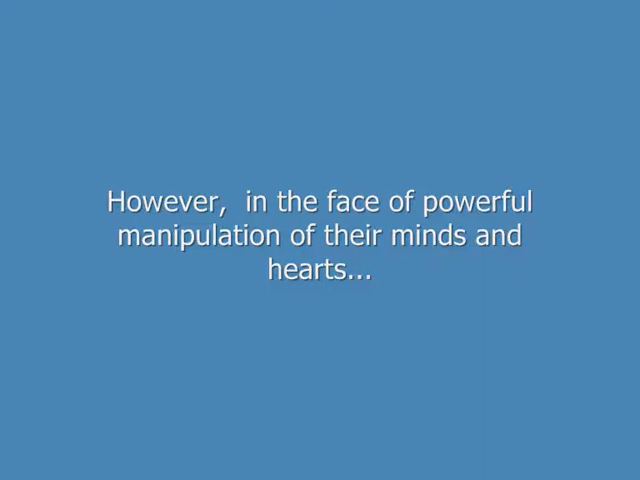 However,  in the face of powerful
manipulation of their minds and
hearts...